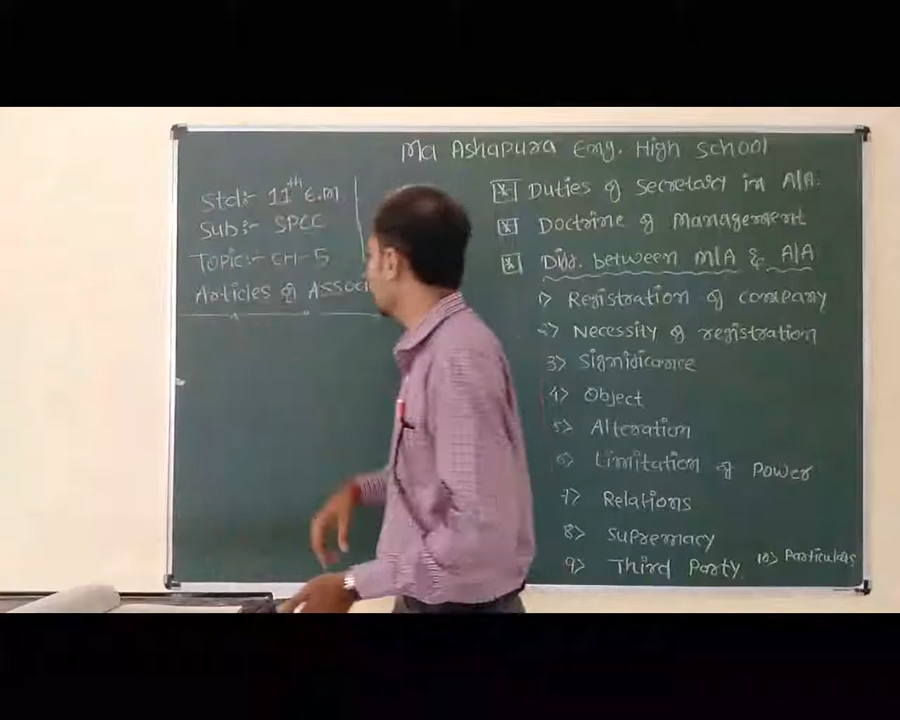 Ma Ashapura Eng. High School
Std:- 11th E.M
Sub:- SPCC
Topic:- CH-5
Articles of Associ
* Duties of Secretary in A/A.
* Doctrine of Management
* Diff. between M/A & A/A
1> Registration of company
2> Necessity of registration
3> Significance
4> Object
5> Alteration
6> Limitation of Power
7> Relations
8> Supremacy
9> Third Party
10> Particulars